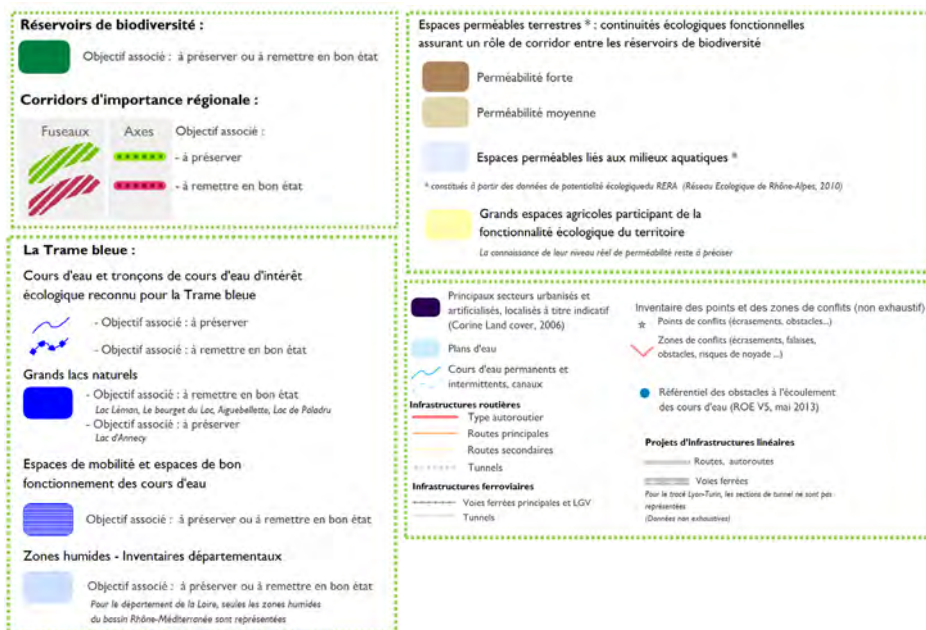 Réservoirs de biodiversité :
Objectif associé : à préserver ou à remettre en bon état
Corridors d'importance régionale :
Fuseaux Axes Objectif associé :
- à préserver
- à remettre en bon état
La Trame bleue :
Cours d'eau et tronçons de cours d'eau d'intérêt
écologique reconnu pour la Trame bleue
- Objectif associé : à préserver
- Objectif associé : à remettre en bon état
Grands lacs naturels
- Objectif associé : à remettre en bon état
Lac Léman, Le bourget du Lac, Aiguebellette, Lac de Paladru
- Objectif associé : à préserver
Lac d'Annecy
Espaces de mobilité et espaces de bon
fonctionnement des cours d'eau
Objectif associé : à préserver ou à remettre en bon état
Zones humides - Inventaires départementaux
Objectif associé : à préserver ou à remettre en bon état
Pour le département de la Loire, seules les zones humides
du bassin Rhône-Méditerranée sont représentées
Espaces perméables terrestres * : continuités écologiques fonctionnelles
assurant un rôle de corridor entre les réservoirs de biodiversité
Perméabilité forte
Perméabilité moyenne
Espaces perméables liés aux milieux aquatiques *
* constitués à partir des données de potentialité écologiquedu RERA (Réseau Ecologique de Rhône-Alpes, 2010)
Grands espaces agricoles participant de la
fonctionnalité écologique du territoire
La connaissance de leur niveau réel de perméabilité reste à préciser
Principaux secteurs urbanisés et
artificialisés, localisés à titre indicatif
(Corine Land cover, 2006)
Plans d'eau
Cours d'eau permanents et
intermittents, canaux
Infrastructures routières
Type autoroutier
Routes principales
Routes secondaires
Tunnels
Infrastructures ferroviaires
Voies ferrées principales et LGV
Tunnels
Inventaire des points et des zones de conflits (non exhaustif)
Points de conflits (écrasements, obstacles...)
Zones de conflits (écrasements, falaises,
obstacles, risques de noyade ...)
Référentiel des obstacles à l'écoulement
des cours d'eau (ROE V5, mai 2013)
Projets d'infrastructures linéaires
Routes, autoroutes
Voies ferrées
Pour le tracé Lyon-Turin, les sections de tunnel ne sont pas
représentées
(Données non exhaustives)